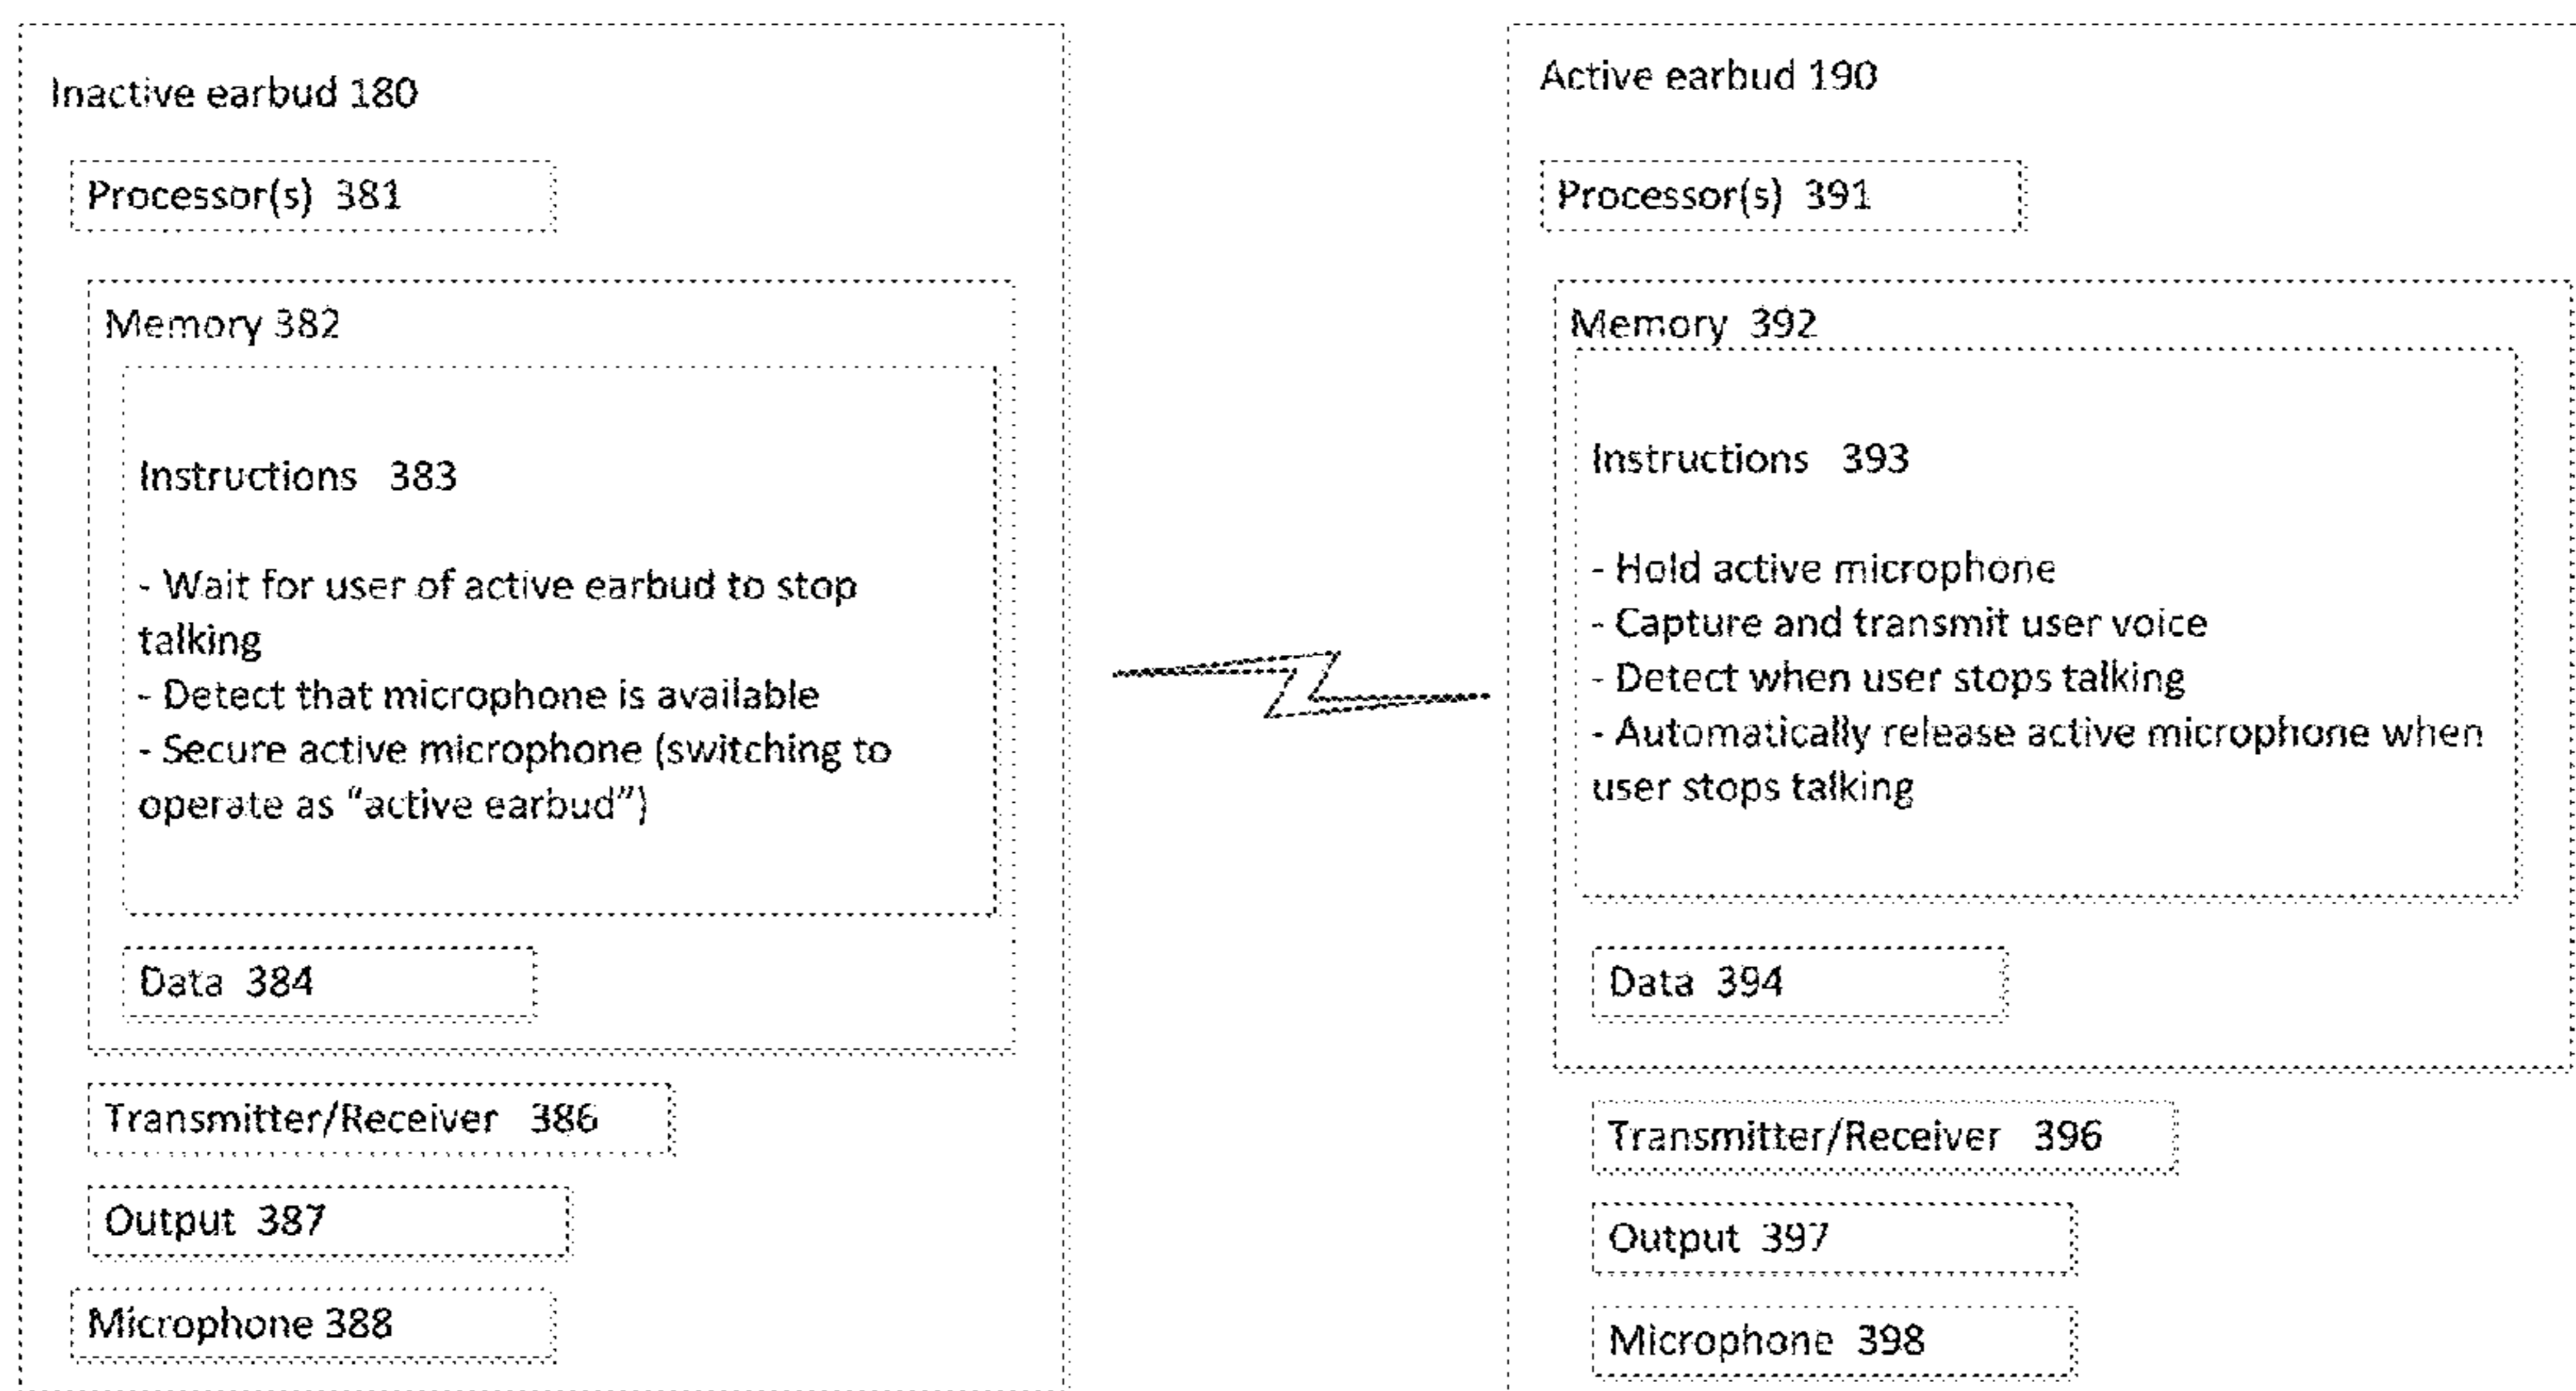 Inactive earbud 180
Processor(s) 381
Memory 382
Instructions 383
- Wait for user of active earbud to stop
talking
- Detect that microphone is available
- Secure active microphone (switching to
operate as "active earbud")
Data 384
Transmitter/Receiver 386
Output 387
Microphone 388
Active earbud 190
Processor(s) 391
Memory 392
Instructions 393
- Hold active microphone
- Capture and transmit user voice
- Detect when user stops talking
- Automatically release active microphone when
user stops talking
Data 394
Transmitter/Receiver 396
Output 397
Microphone 398